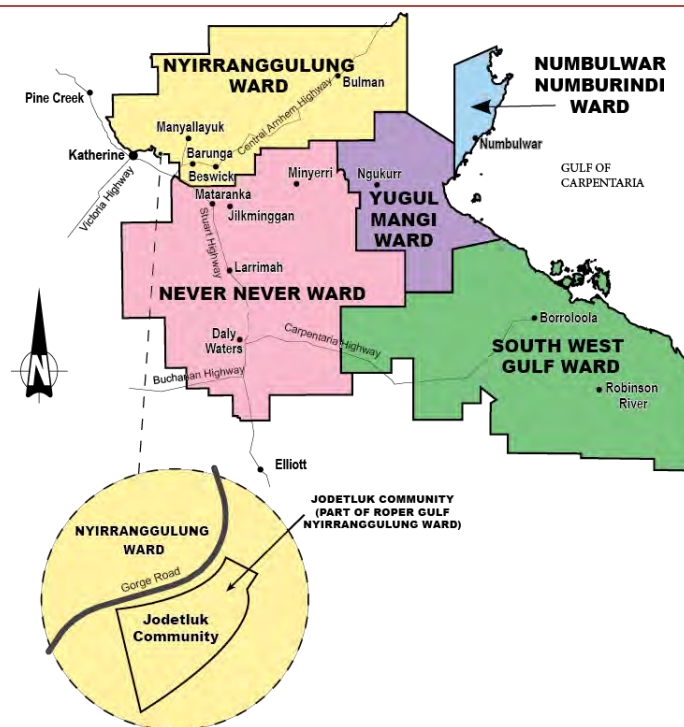 NYIRRANGGULUNG
WARD
Bulman
Central Arnhem Highway
Pine Creek
Manyallayuk
Katherine
Barunga
Beswick
Victoria Highway
NUMBULWAR
NUMBURINDI
WARD
Numbulwar
GULF OF
CARPENTARIA
Minyerri
Mataranka
Jilkminggan
Stuart Highway
Larrimah
NEVER NEVER WARD
Daly
Waters
Carpentaria Highway
Buchanan Highway
Ngukurr
YUGUL
MANGI
WARD
Borroloola
SOUTH WEST
GULF WARD
Robinson
River
N
Elliott
JODETLUK COMMUNITY
(PART OF ROPER GULF
NYIRRANGGULUNG WARD)
NYIRRANGGULUNG
WARD
Gorge Road
Jodetluk
Community